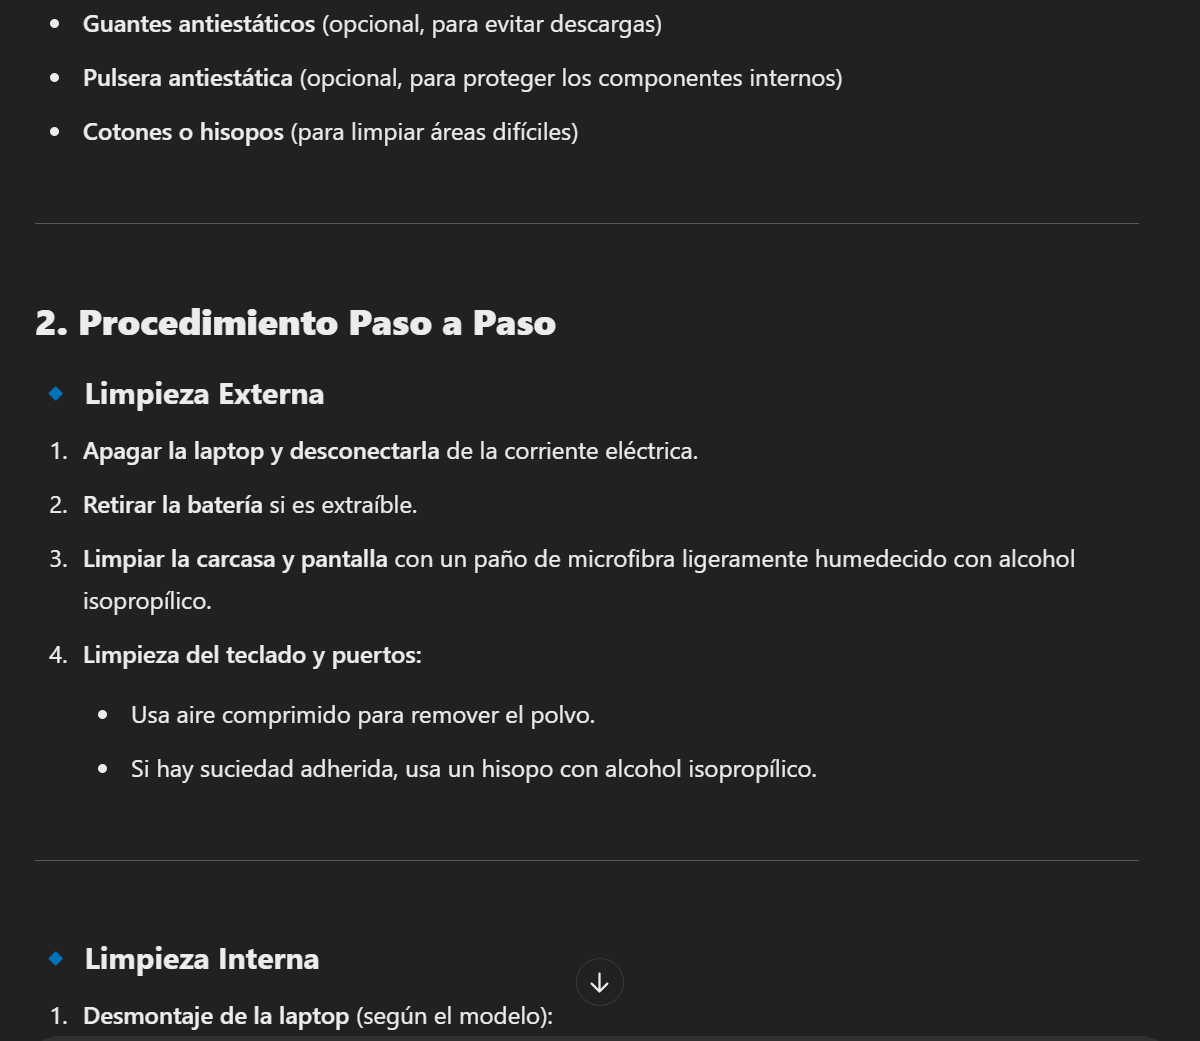 • Guantes antiestáticos (opcional, para evitar descargas)
• Pulsera antiestática (opcional, para proteger los componentes internos)
• Cotones o hisopos (para limpiar áreas difíciles)
2. Procedimiento Paso a Paso
🔹 Limpieza Externa
1. Apagar la laptop y desconectarla de la corriente eléctrica.
2. Retirar la batería si es extraíble.
3. Limpiar la carcasa y pantalla con un paño de microfibra ligeramente humedecido con alcohol
isopropílico.
4. Limpieza del teclado y puertos:
• Usa aire comprimido para remover el polvo.
• Si hay suciedad adherida, usa un hisopo con alcohol isopropílico.
🔹 Limpieza Interna
1. Desmontaje de la laptop (según el modelo):